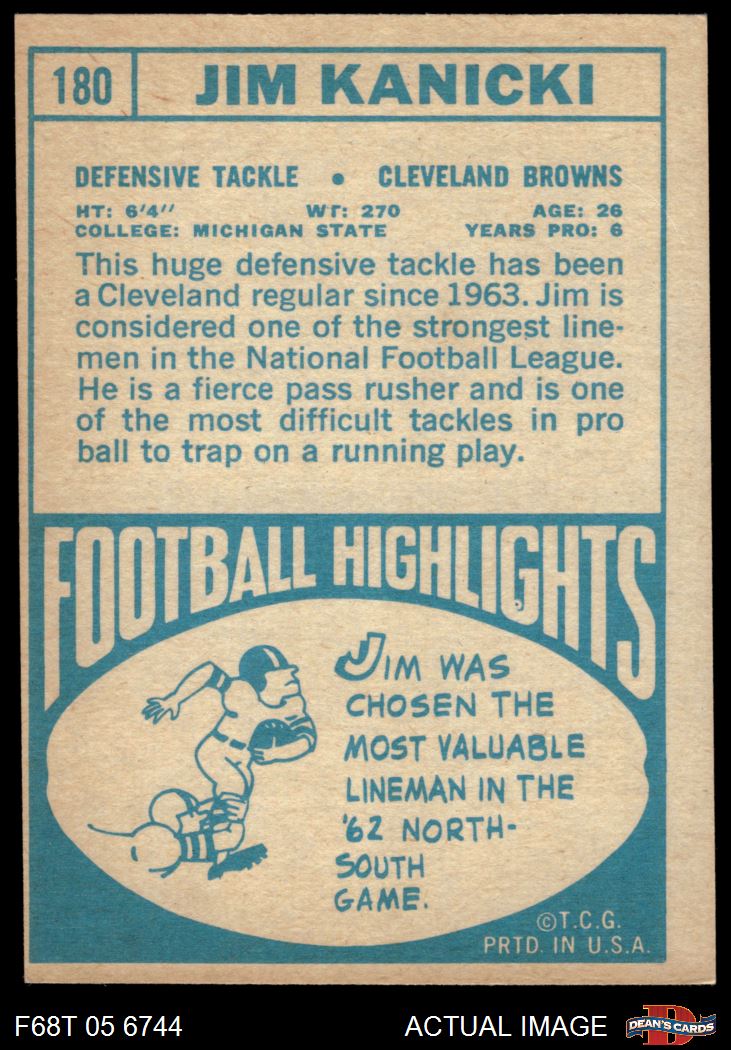 180 JIM KANICKI
DEFENSIVE TACKLE • CLEVELAND BROWNS
HT: 6'4" WT: 270 AGE: 26
COLLEGE: MICHIGAN STATE YEARS PRO: 6
This huge defensive tackle has been
a Cleveland regular since 1963. Jim is
considered one of the strongest line-
men in the National Football League.
He is a fierce pass rusher and is one
of the most difficult tackles in pro
ball to trap on a running play.
FOOTBALL HIGHLIGHTS
JIM WAS
CHOSEN THE
MOST VALUABLE
LINEMAN IN THE
'62 NORTH-
SOUTH
GAME.
©T.C.G.
PRTD. IN U.S.A.
F68T 05 6744 ACTUAL IMAGE DEAN'S CARDS